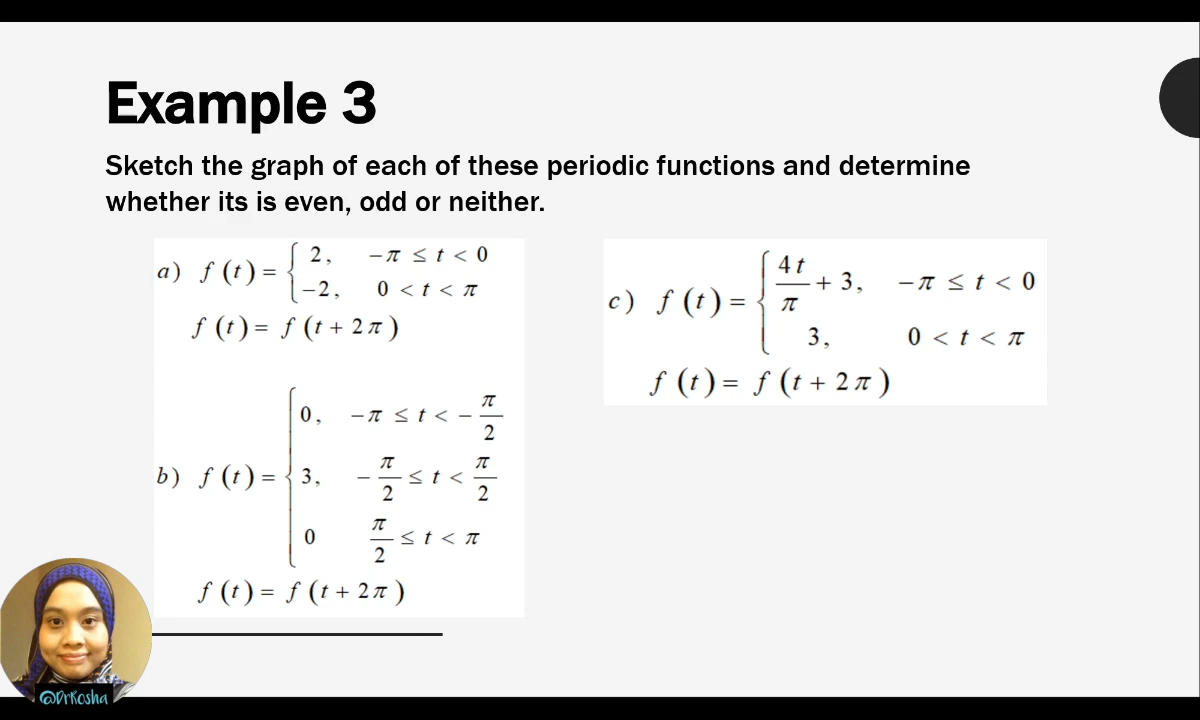 Example 3
Sketch the graph of each of these periodic functions and determine
whether its is even, odd or neither.
a) f(t) = { 2, −π ≤ t < 0
−2, 0 < t < π
f(t) = f(t + 2π)
b) f(t) = { 0, −π ≤ t < −π/2
3, −π/2 ≤ t < π/2
0 π/2 ≤ t < π
f(t) = f(t + 2π)
c) f(t) = { 4t/π + 3, −π ≤ t < 0
3, 0 < t < π
f(t) = f(t + 2π)
@DrKosha